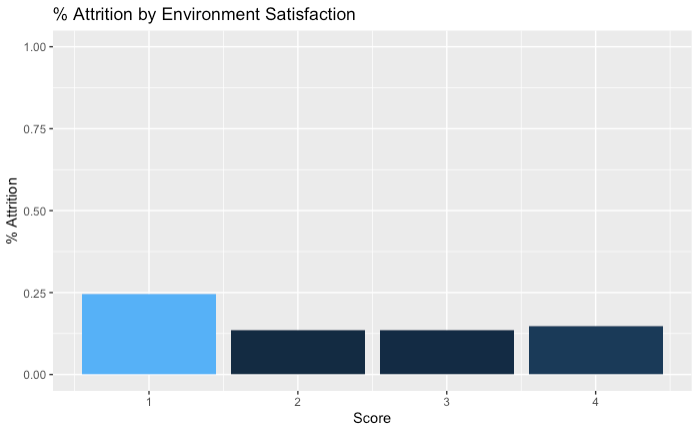 % Attrition by Environment Satisfaction
1.00
0.75
0.50
0.25
0.00
% Attrition
1 2 3 4
Score